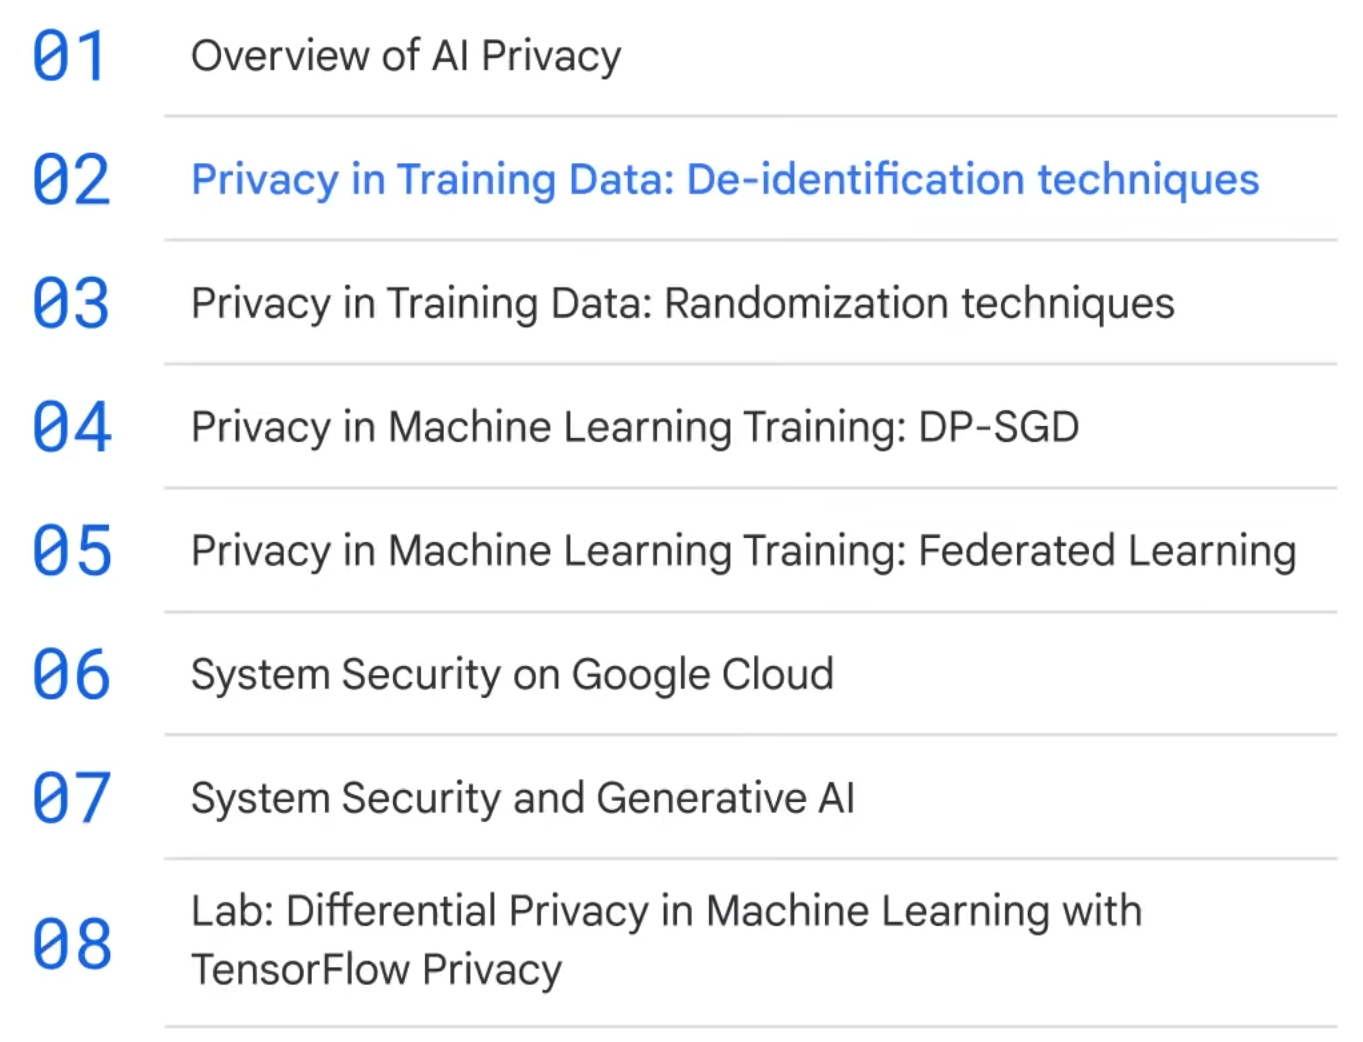 01 Overview of AI Privacy
02 Privacy in Training Data: De-identification techniques
03 Privacy in Training Data: Randomization techniques
04 Privacy in Machine Learning Training: DP-SGD
05 Privacy in Machine Learning Training: Federated Learning
06 System Security on Google Cloud
07 System Security and Generative AI
08 Lab: Differential Privacy in Machine Learning with
TensorFlow Privacy